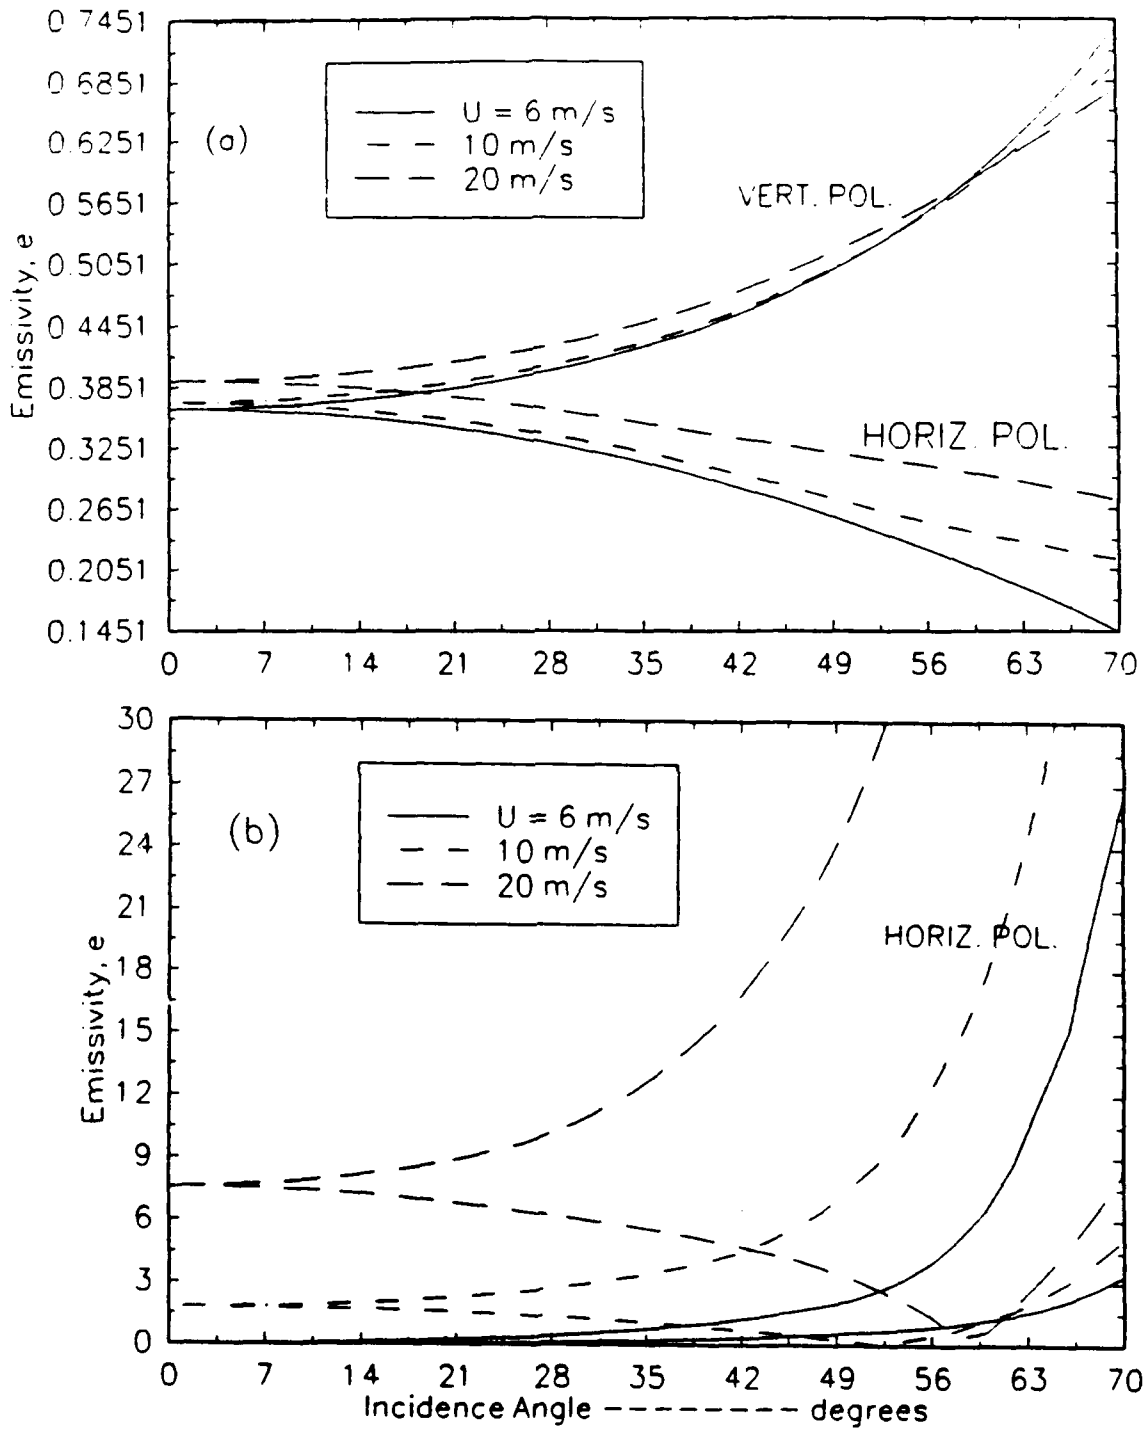 0.7451
0.6851
0.6251
0.5651
0.5051
0.4451
0.3851
0.3251
0.2651
0.2051
0.1451
Emissivity, e
(a)
U = 6 m/s
10 m/s
20 m/s
VERT. POL.
HORIZ. POL.
0 7 14 21 28 35 42 49 56 63 70
30
27
24
21
18
15
12
9
6
3
0
Emissivity, e
(b)
U = 6 m/s
10 m/s
20 m/s
HORIZ. POL.
0 7 14 21 28 35 42 49 56 63 70
Incidence Angle --------- degrees